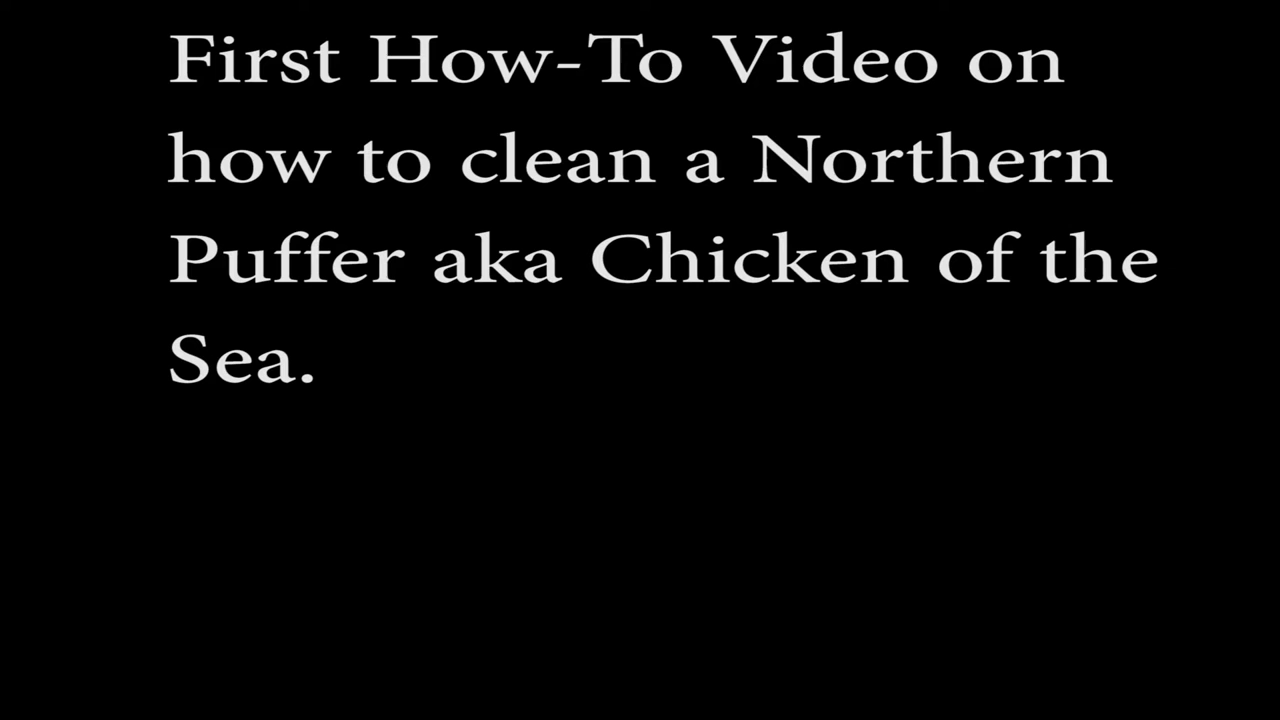 First How-To Video on
how to clean a Northern
Puffer aka Chicken of the
Sea.